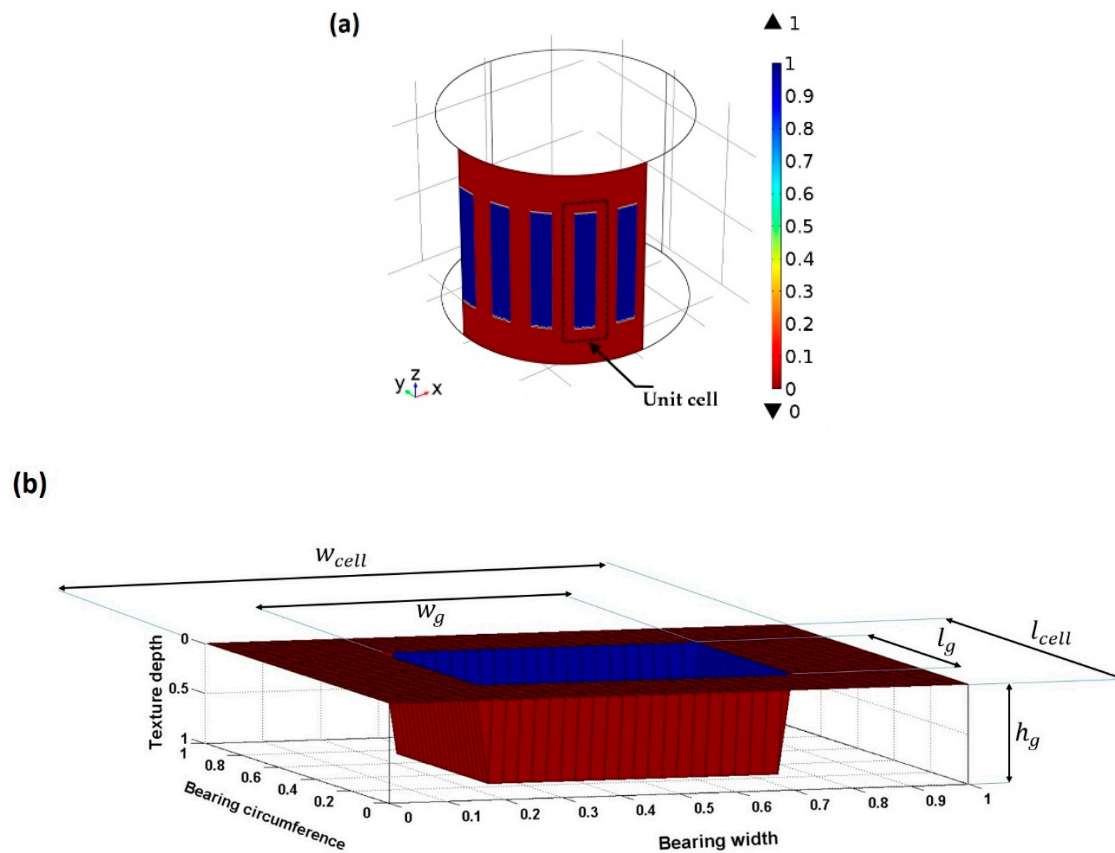 (a)
▲ 1
1
0.9
0.8
0.7
0.6
0.5
0.4
0.3
0.2
0.1
0
▼ 0
y z x
Unit cell
(b)
w_cell
w_g
l_g
l_cell
h_g
Texture depth
0
0.5
1
Bearing circumference
1
0.8
0.6
0.4
0.2
0
0 0.1 0.2 0.3 0.4 0.5 0.6 0.7 0.8 0.9 1
Bearing width